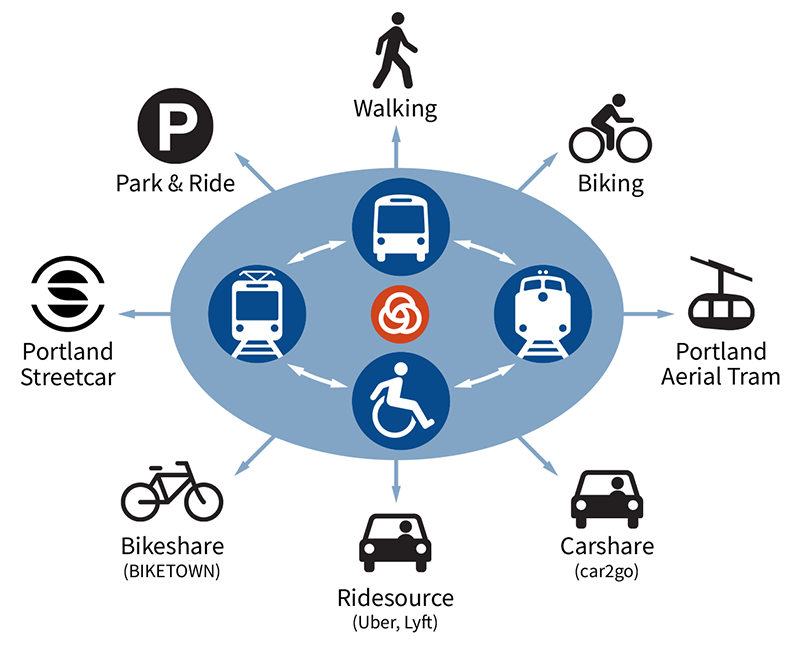 Walking
P
Park & Ride
Biking
Portland
Streetcar
Portland
Aerial Tram
Bikeshare
(BIKETOWN)
Ridesource
(Uber, Lyft)
Carshare
(car2go)